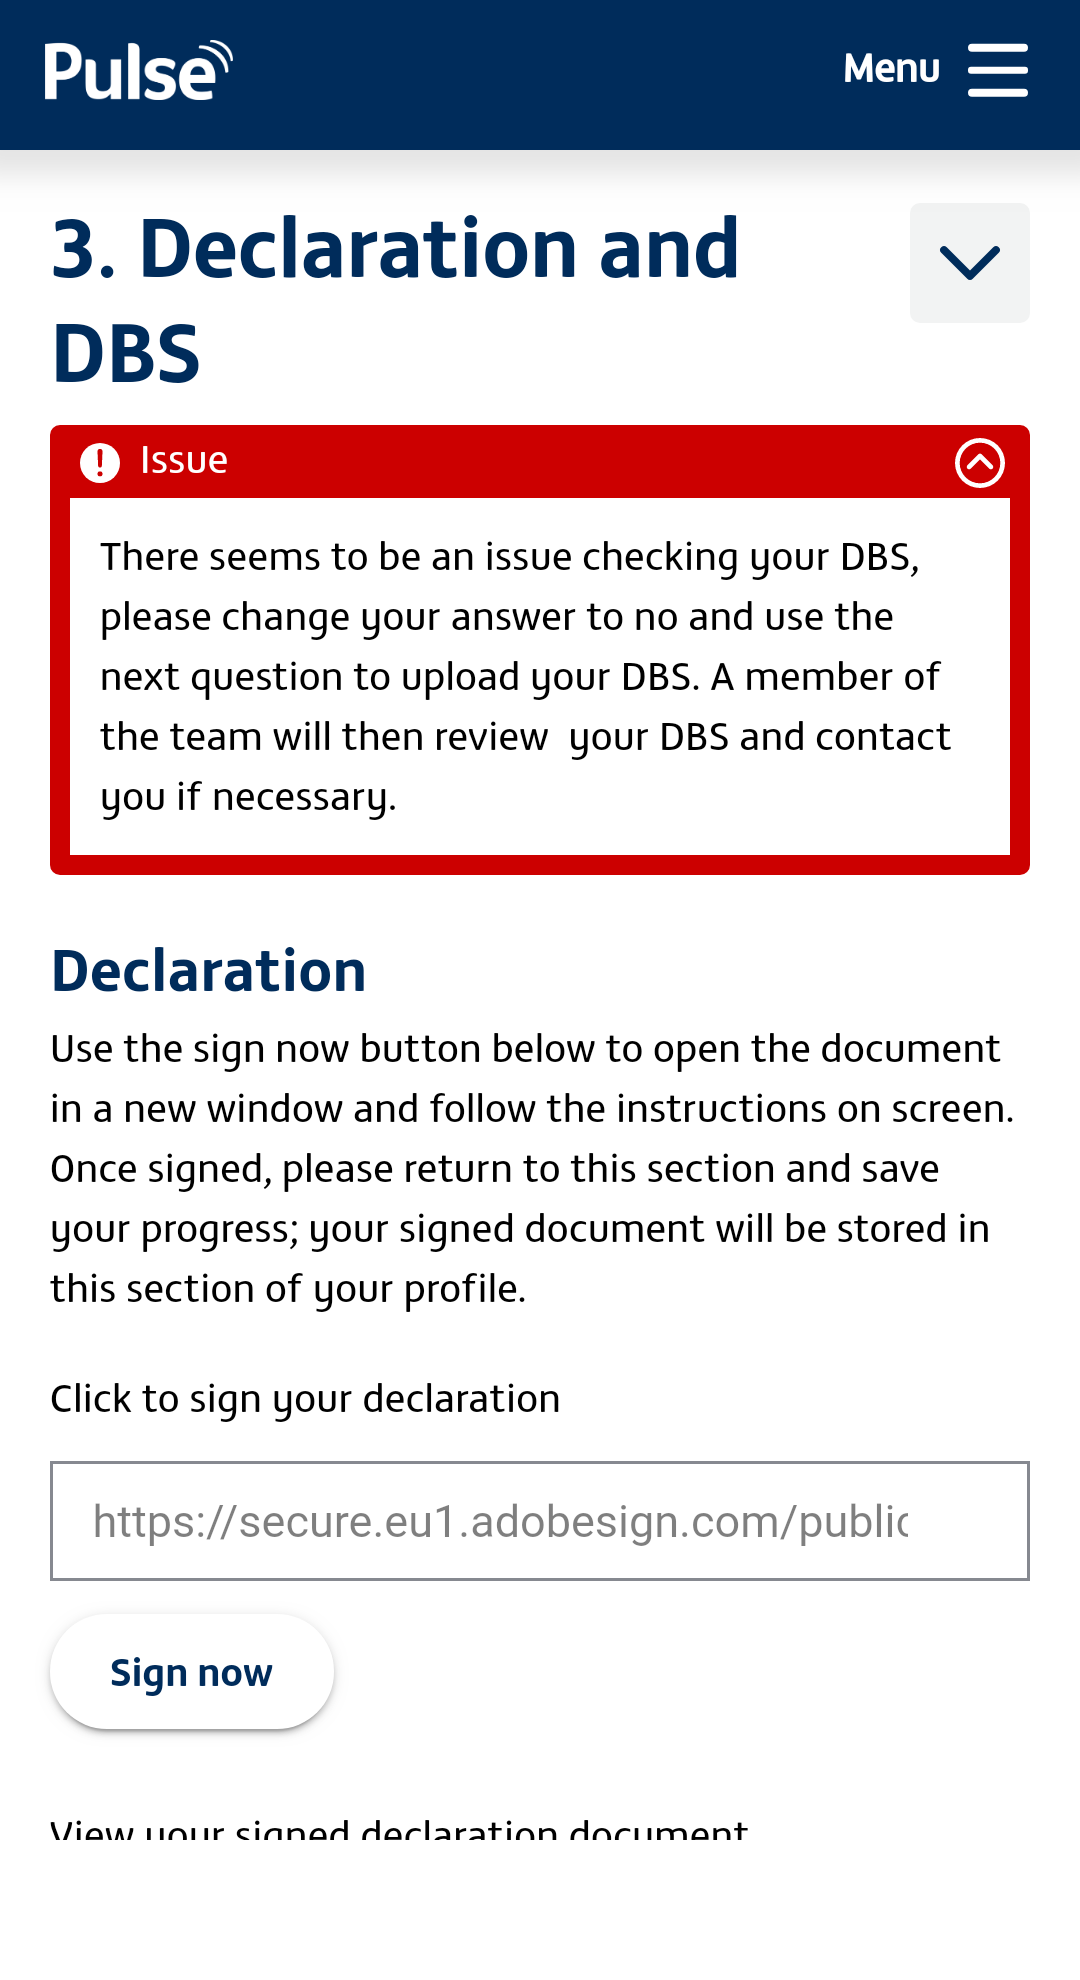 Pulse
Menu
3. Declaration and
DBS
Issue
There seems to be an issue checking your DBS,
please change your answer to no and use the
next question to upload your DBS. A member of
the team will then review  your DBS and contact
you if necessary.
Declaration
Use the sign now button below to open the document
in a new window and follow the instructions on screen.
Once signed, please return to this section and save
your progress; your signed document will be stored in
this section of your profile.
Click to sign your declaration
https://secure.eu1.adobesign.com/public
Sign now
View your signed declaration document